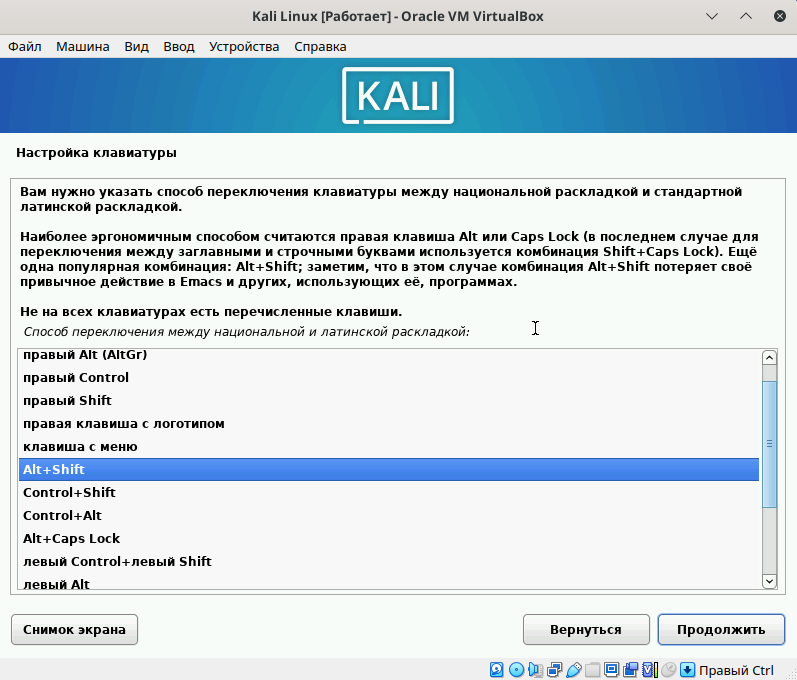 Kali Linux [Работает] - Oracle VM VirtualBox
Файл Машина Вид Ввод Устройства Справка
KALI
Настройка клавиатуры
Вам нужно указать способ переключения клавиатуры между национальной раскладкой и стандартной
латинской раскладкой.
Наиболее эргономичным способом считаются правая клавиша Alt или Caps Lock (в последнем случае для
переключения между заглавными и строчными буквами используется комбинация Shift+Caps Lock). Ещё
одна популярная комбинация: Alt+Shift; заметим, что в этом случае комбинация Alt+Shift потеряет своё
привычное действие в Emacs и других, использующих её, программах.
Не на всех клавиатурах есть перечисленные клавиши.
Способ переключения между национальной и латинской раскладкой:
правый Alt (AltGr)
правый Control
правый Shift
правая клавиша с логотипом
клавиша с меню
Alt+Shift
Control+Shift
Control+Alt
Alt+Caps Lock
левый Control+левый Shift
левый Alt
Снимок экрана Вернуться Продолжить
Правый Ctrl